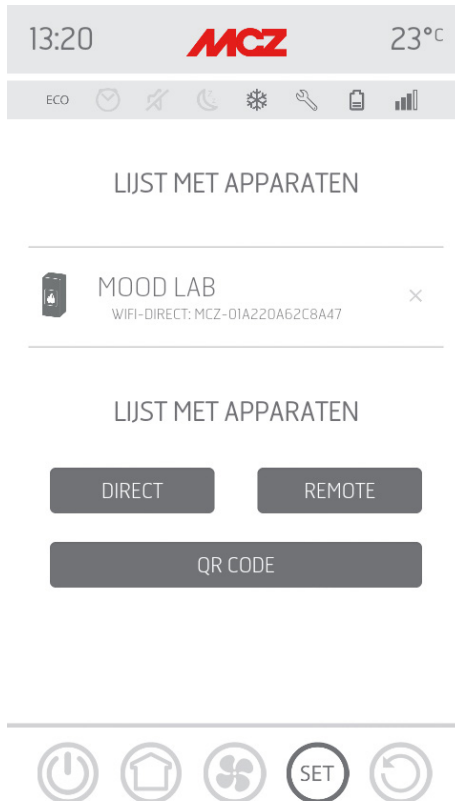 13:20 MCZ 23°C
ECO
LIJST MET APPARATEN
MOOD LAB
WIFI-DIRECT: MCZ-01A220A62C8A47
LIJST MET APPARATEN
DIRECT REMOTE
QR CODE
SET